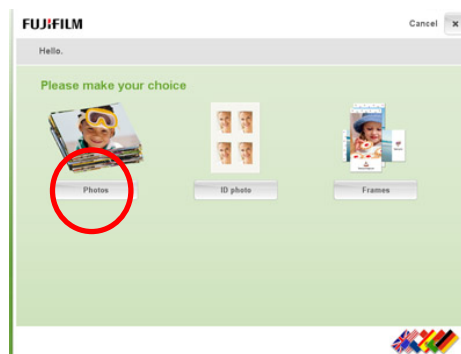 FUJIFILM
Cancel x
Hello.
Please make your choice
Photos
ID photo
Frames